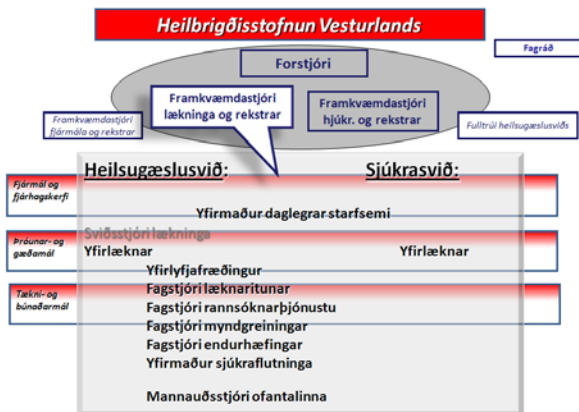 Heilbrigðisstofnun Vesturlands
Fagráð
Forstjóri
Framkvæmdastjóri
lækninga og rekstrar
Framkvæmdastjóri
hjúkr. og rekstrar
Framkvæmdastjóri
fjármála og rekstrar
Fulltrúi heilsugæslusviðs
Heilsugæslusvið:
Sjúkrasvið:
Fjármál og
fjárhagskerfi
Yfirmaður daglegrar starfsemi
Sviðsstjóri lækninga
Þróunar- og
gæðamál
Yfirlæknar
Yfirlæknar
Yfirlyfjafræðingur
Fagstjóri læknaritunar
Tækni- og
búnaðarmál
Fagstjóri rannsóknarþjónustu
Fagstjóri myndgreiningar
Fagstjóri endurhæfingar
Yfirmaður sjúkraflutninga
Mannauðsstjóri ofantalinna